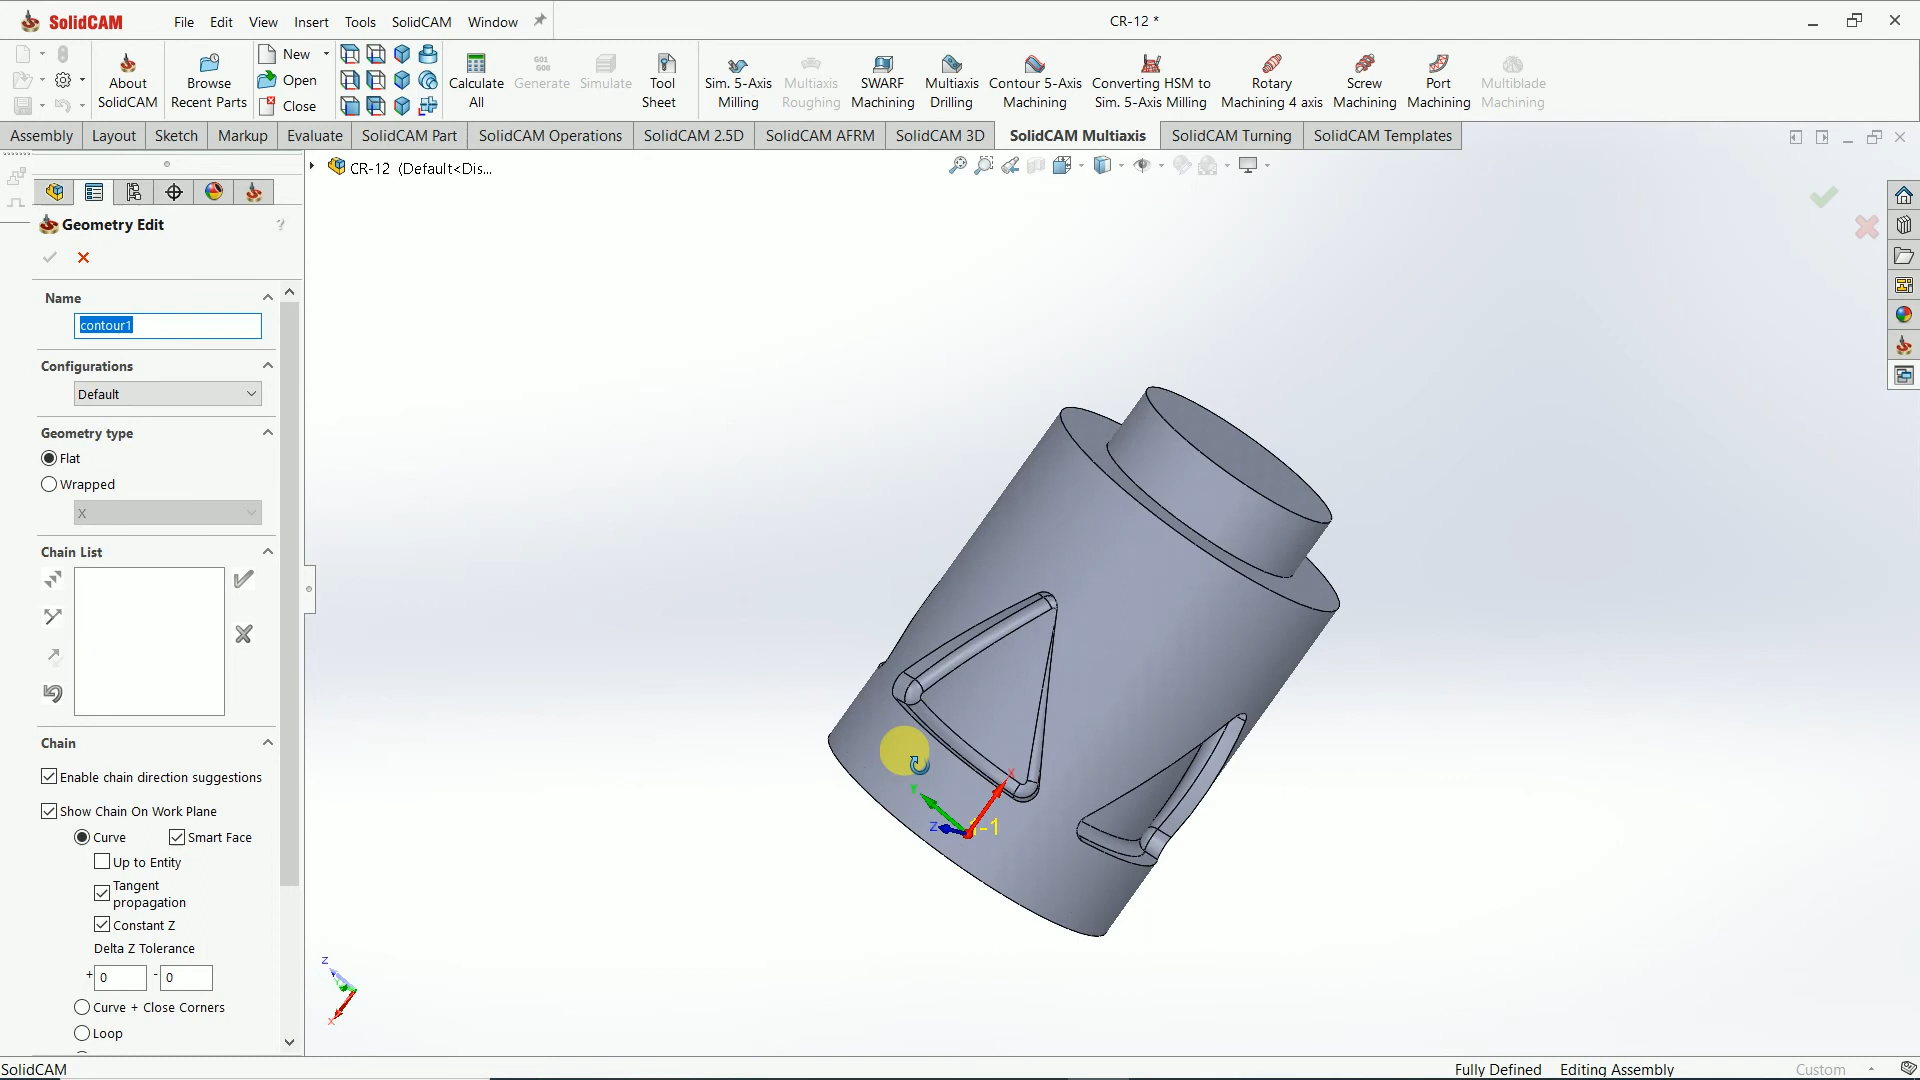 SolidCAM File Edit View Insert Tools SolidCAM Window CR-12 *
New
Open
Close
About SolidCAM
Browse Recent Parts
Calculate All
G01 G00
Generate
Simulate
Tool Sheet
Sim. 5-Axis Milling
Multiaxis Roughing
SWARF Machining
Multiaxis Drilling
Contour 5-Axis Machining
Converting HSM to Sim. 5-Axis Milling
Rotary Machining 4 axis
Screw Machining
Port Machining
Multiblade Machining
Assembly Layout Sketch Markup Evaluate SolidCAM Part SolidCAM Operations SolidCAM 2.5D SolidCAM AFRM SolidCAM 3D SolidCAM Multiaxis SolidCAM Turning SolidCAM Templates
CR-12 (Default<Dis...
Geometry Edit ?
Name
contour1
Configurations
Default
Geometry type
Flat
Wrapped
X
Chain List
Chain
Enable chain direction suggestions
Show Chain On Work Plane
Curve Smart Face
Up to Entity
Tangent
propagation
Constant Z
Delta Z Tolerance
+ 0 - 0
Curve + Close Corners
Loop
X
Y
Z
1-1
Z
X
SolidCAM Fully Defined Editing Assembly Custom